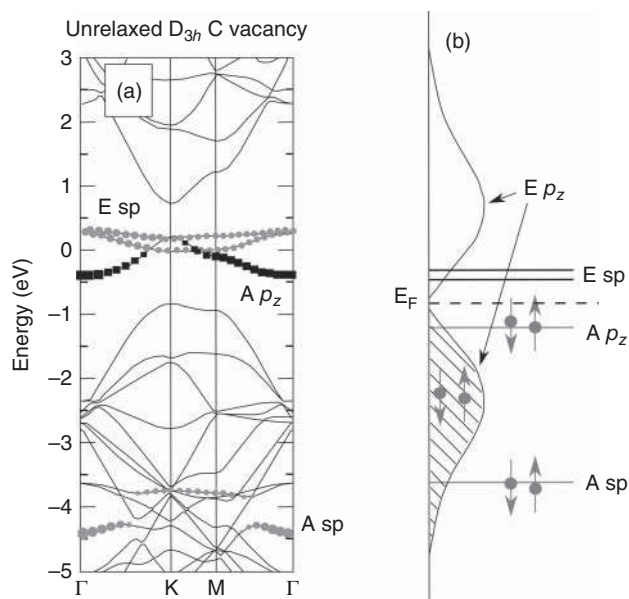 Unrelaxed D3h C vacancy
(a)
(b)
3
2
1
0
−1
−2
−3
−4
−5
Energy (eV)
E sp
A pz
A sp
Γ K M Γ
E pz
E sp
EF
A pz
A sp